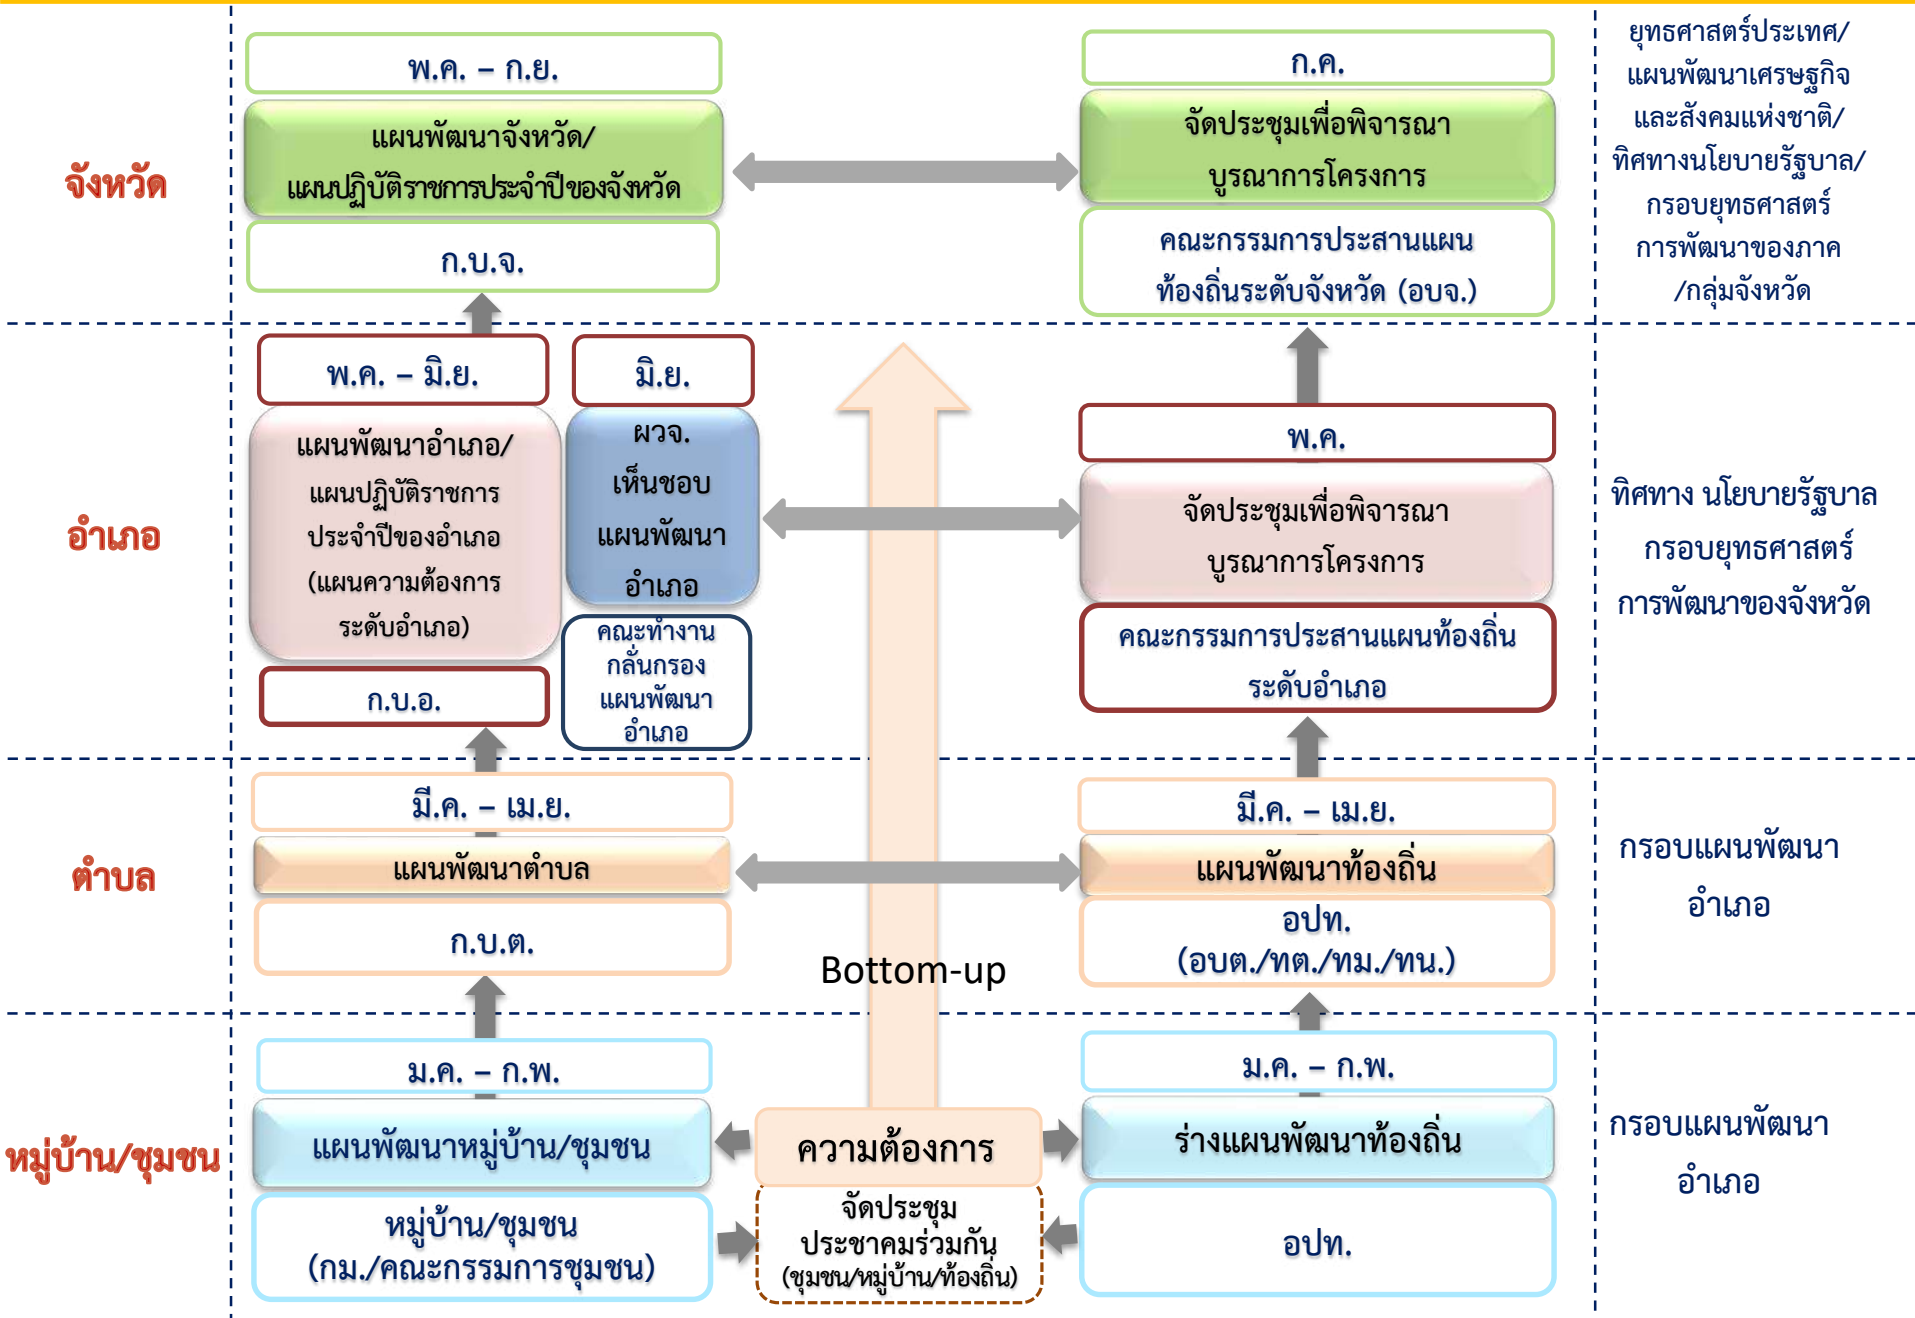 จังหวัด
พ.ค. – ก.ย.
แผนพัฒนาจังหวัด/
แผนปฏิบัติราชการประจำปีของจังหวัด
ก.บ.จ.
ก.ค.
จัดประชุมเพื่อพิจารณา
บูรณาการโครงการ
คณะกรรมการประสานแผน
ท้องถิ่นระดับจังหวัด (อบจ.)
ยุทธศาสตร์ประเทศ/
แผนพัฒนาเศรษฐกิจ
และสังคมแห่งชาติ/
ทิศทางนโยบายรัฐบาล/
กรอบยุทธศาสตร์
การพัฒนาของภาค
/กลุ่มจังหวัด
อำเภอ
พ.ค. – มิ.ย.
แผนพัฒนาอำเภอ/
แผนปฏิบัติราชการ
ประจำปีของอำเภอ
(แผนความต้องการ
ระดับอำเภอ)
ก.บ.อ.
มิ.ย.
ผวจ.
เห็นชอบ
แผนพัฒนา
อำเภอ
คณะทำงาน
กลั่นกรอง
แผนพัฒนา
อำเภอ
พ.ค.
จัดประชุมเพื่อพิจารณา
บูรณาการโครงการ
คณะกรรมการประสานแผนท้องถิ่น
ระดับอำเภอ
ทิศทาง นโยบายรัฐบาล
กรอบยุทธศาสตร์
การพัฒนาของจังหวัด
ตำบล
มี.ค. – เม.ย.
แผนพัฒนาตำบล
ก.บ.ต.
Bottom-up
มี.ค. – เม.ย.
แผนพัฒนาท้องถิ่น
อปท.
(อบต./ทต./ทม./ทน.)
กรอบแผนพัฒนา
อำเภอ
หมู่บ้าน/ชุมชน
ม.ค. – ก.พ.
แผนพัฒนาหมู่บ้าน/ชุมชน
หมู่บ้าน/ชุมชน
(กม./คณะกรรมการชุมชน)
ความต้องการ
จัดประชุม
ประชาคมร่วมกัน
(ชุมชน/หมู่บ้าน/ท้องถิ่น)
ม.ค. – ก.พ.
ร่างแผนพัฒนาท้องถิ่น
อปท.
กรอบแผนพัฒนา
อำเภอ